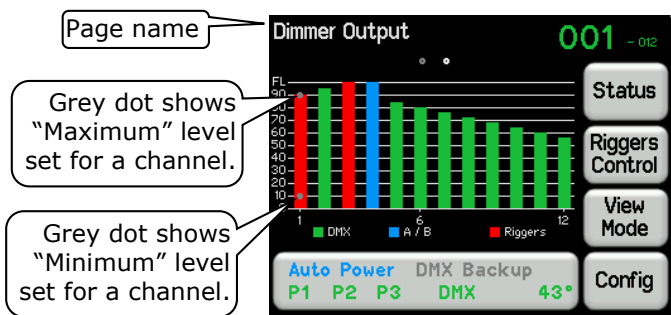 Page name
Dimmer Output
001 - 012
Grey dot shows
“Maximum” level
set for a channel.
FL
90
80
70
60
50
40
30
20
10
1
6
12
DMX
A / B
Riggers
Status
Riggers
Control
View
Mode
Config
Grey dot shows
“Minimum” level
set for a channel.
Auto Power DMX Backup
P1 P2 P3 DMX 43°